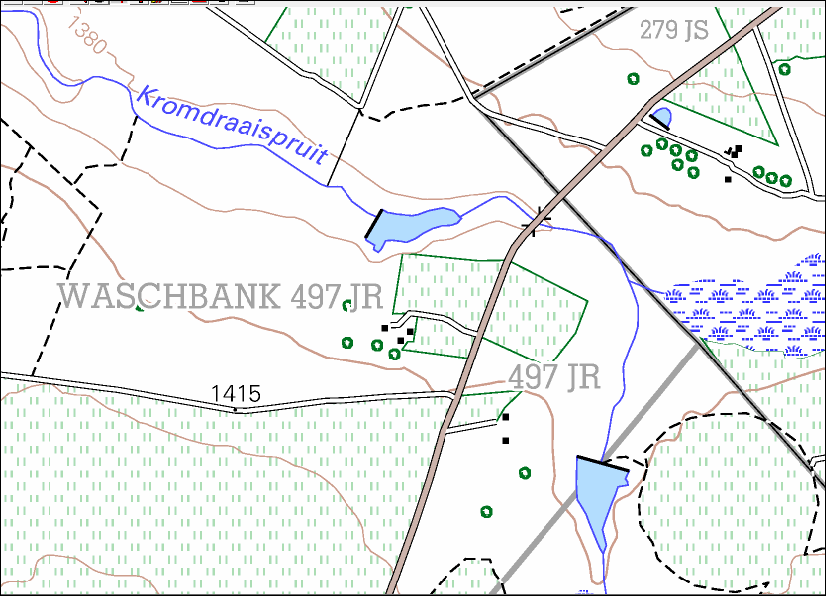 279 JS
1380
Kromdraaispruit
WASCHBANK 497 JR
497 JR
1415